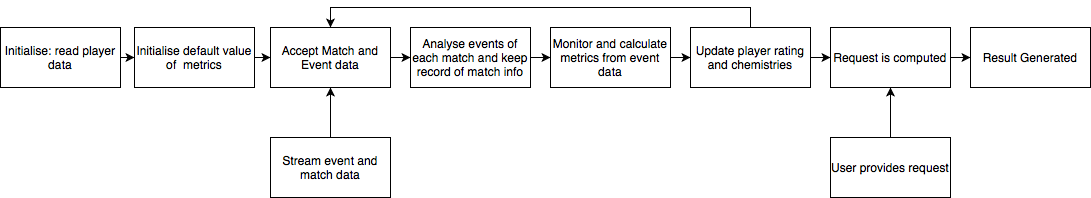 Initialise: read player
data
Initialise default value
of metrics
Accept Match and
Event data
Analyse events of
each match and keep
record of match info
Monitor and calculate
metrics from event
data
Update player rating
and chemistries
Request is computed
Result Generated
Stream event and
match data
User provides request